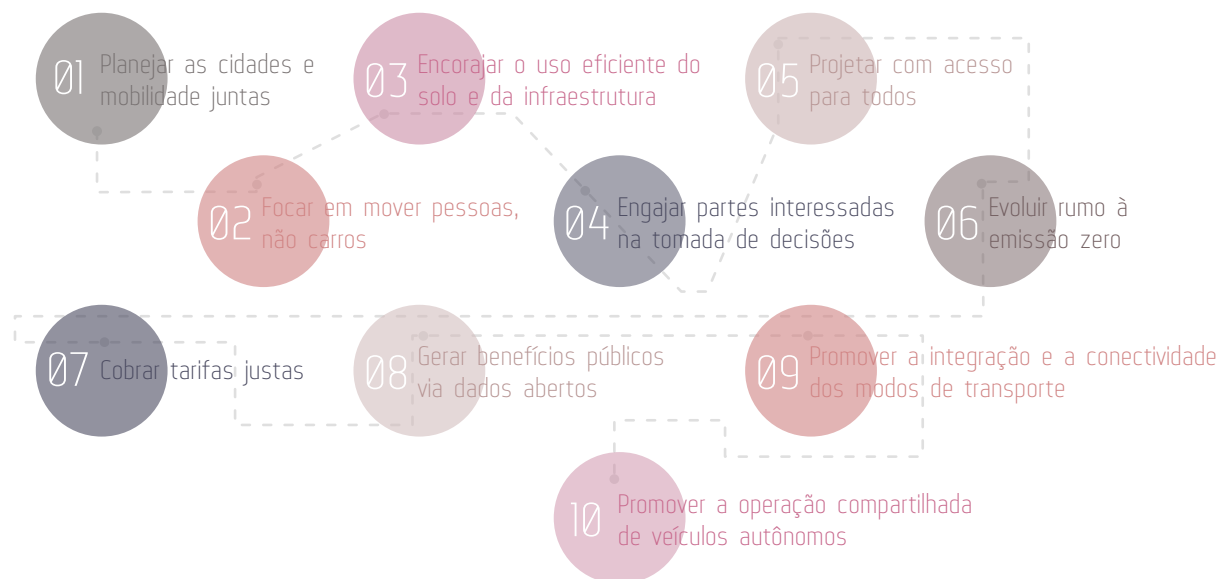 01
Planejar as cidades e
mobilidade juntas
02
Focar em mover pessoas,
não carros
03
Encorajar o uso eficiente do
solo e da infraestrutura
04
Engajar partes interessadas
na tomada de decisões
05
Projetar com acesso
para todos
06
Evoluir rumo à
emissão zero
07
Cobrar tarifas justas
08
Gerar benefícios públicos
via dados abertos
09
Promover a integração e a conectividade
dos modos de transporte
10
Promover a operação compartilhada
de veículos autônomos